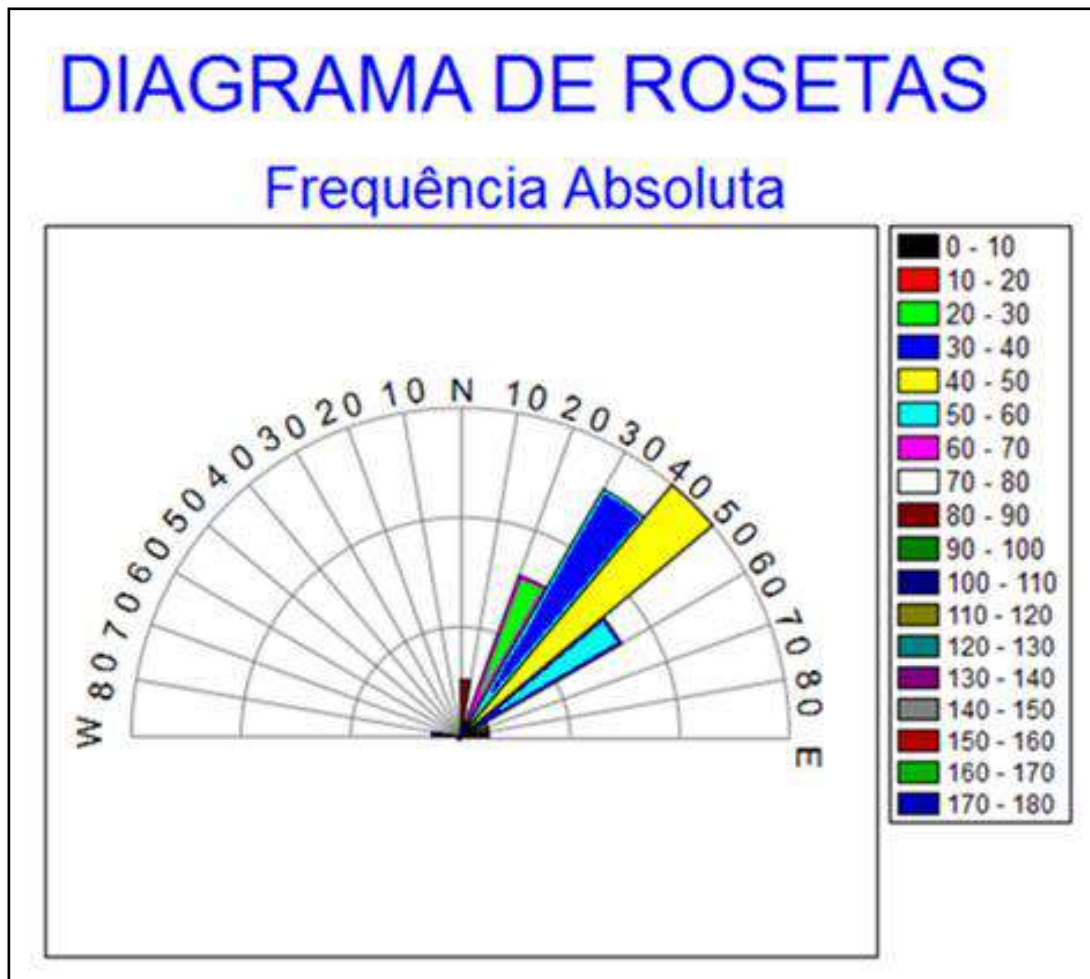 DIAGRAMA DE ROSETAS
Frequência Absoluta
W 80 70 60 50 40 30 20 10 N 10 20 30 40 50 60 70 80 E
0 - 10
10 - 20
20 - 30
30 - 40
40 - 50
50 - 60
60 - 70
70 - 80
80 - 90
90 - 100
100 - 110
110 - 120
120 - 130
130 - 140
140 - 150
150 - 160
160 - 170
170 - 180